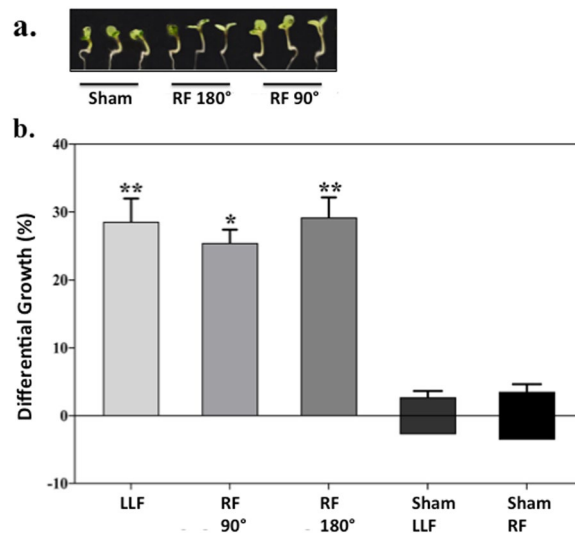 a.
Sham RF 180° RF 90°
b.
Differential Growth (%)
40
30
20
10
0
-10
** * **
LLF RF 90° RF 180° Sham LLF Sham RF